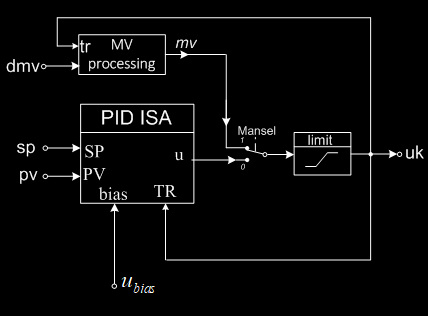 tr MV mv
dmv processing
PID ISA
Mansel
1
limit
sp SP u uk
pv PV 0
bias TR
u bias